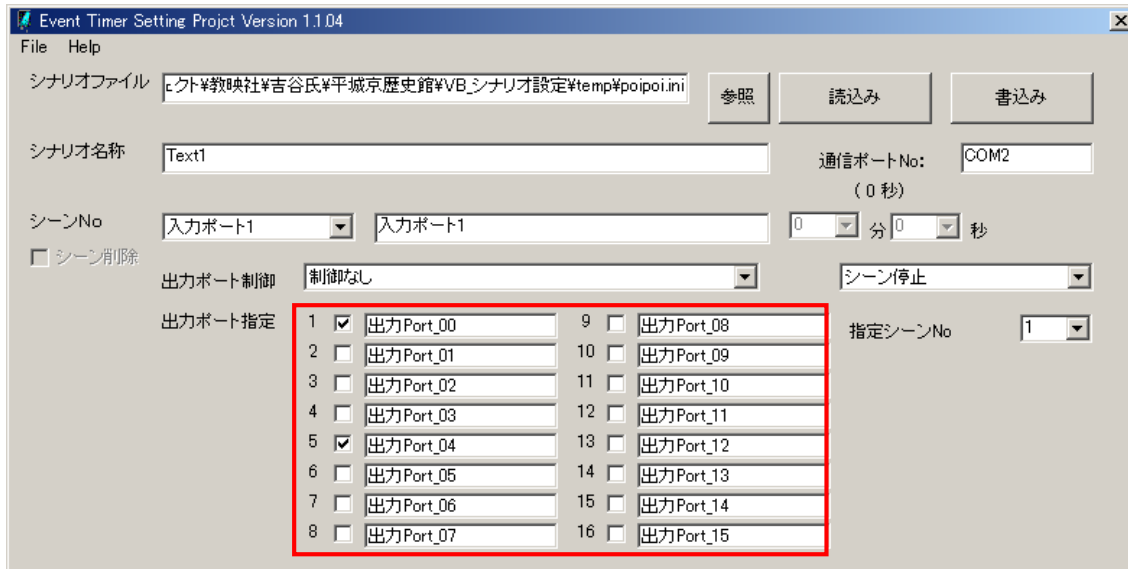 Event Timer Setting Projct Version 1.1.04
File Help
シナリオファイル ェクト¥教映社¥吉谷氏¥平城京歴史館¥VB_シナリオ設定¥temp¥poipoi.ini 参照 読込み 書込み
シナリオ名称 Text1 通信ポートNo: COM2
(0秒)
シーンNo 入力ポート1 入力ポート1 0 分 0 秒
シーン削除
出力ポート制御 制御なし シーン停止
出力ポート指定 1 出力Port_00 9 出力Port_08 指定シーンNo 1
2 出力Port_01 10 出力Port_09
3 出力Port_02 11 出力Port_10
4 出力Port_03 12 出力Port_11
5 出力Port_04 13 出力Port_12
6 出力Port_05 14 出力Port_13
7 出力Port_06 15 出力Port_14
8 出力Port_07 16 出力Port_15